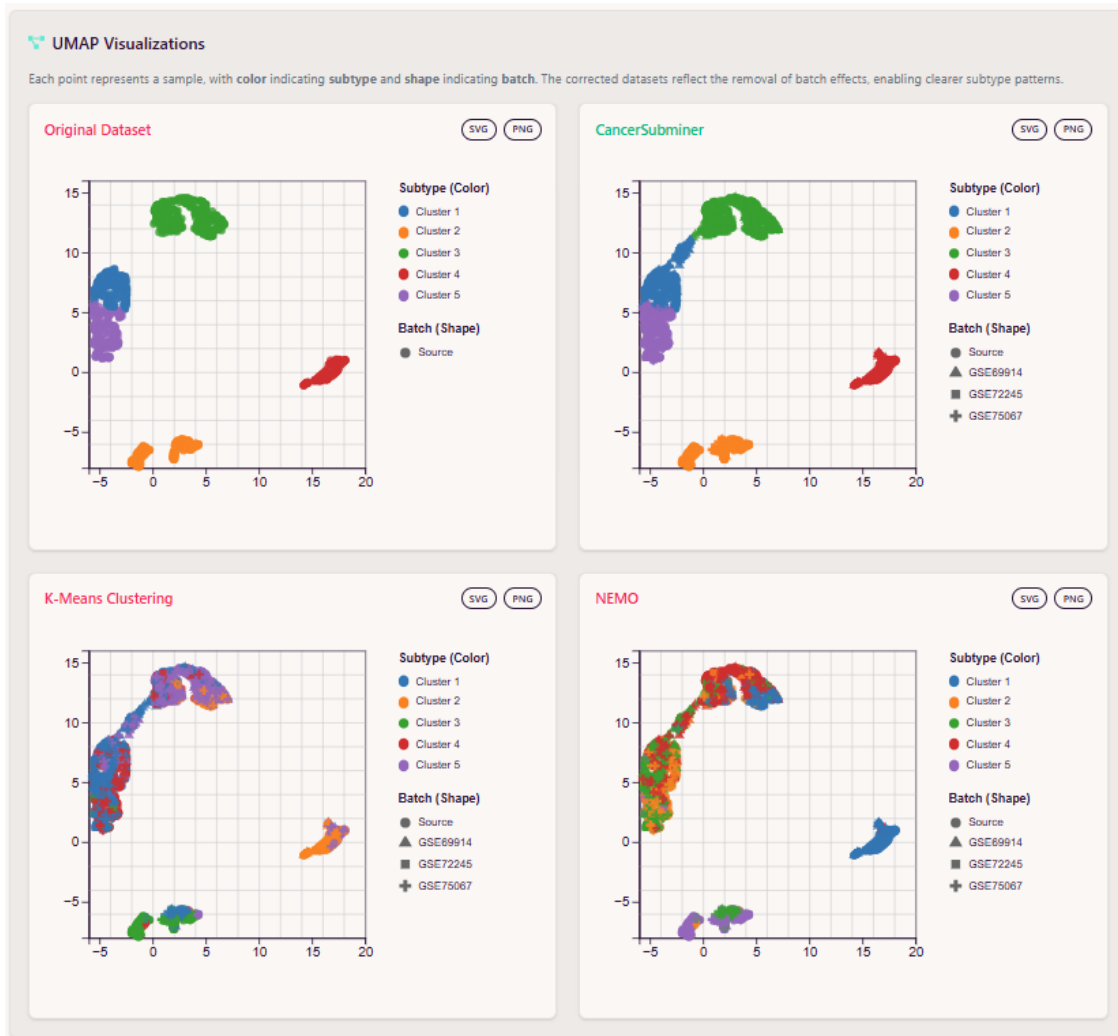 UMAP Visualizations
Each point represents a sample, with color indicating subtype and shape indicating batch. The corrected datasets reflect the removal of batch effects, enabling clearer subtype patterns.
Original Dataset
SVG PNG
15
10
5
0
−5
−5 0 5 10 15 20
Subtype (Color)
Cluster 1
Cluster 2
Cluster 3
Cluster 4
Cluster 5
Batch (Shape)
Source
CancerSubminer
SVG PNG
15
10
5
0
−5
−5 0 5 10 15 20
Subtype (Color)
Cluster 1
Cluster 2
Cluster 3
Cluster 4
Cluster 5
Batch (Shape)
Source
GSE69914
GSE72245
GSE75067
K-Means Clustering
SVG PNG
15
10
5
0
−5
−5 0 5 10 15 20
Subtype (Color)
Cluster 1
Cluster 2
Cluster 3
Cluster 4
Cluster 5
Batch (Shape)
Source
GSE69914
GSE72245
GSE75067
NEMO
SVG PNG
15
10
5
0
−5
−5 0 5 10 15 20
Subtype (Color)
Cluster 1
Cluster 2
Cluster 3
Cluster 4
Cluster 5
Batch (Shape)
Source
GSE69914
GSE72245
GSE75067